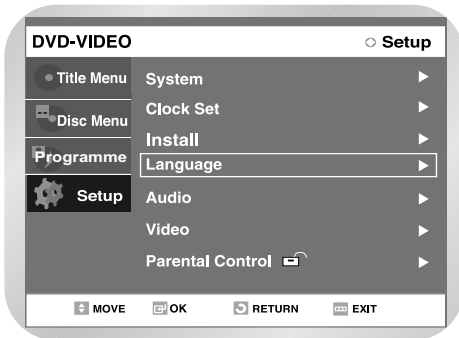 DVD-VIDEO Setup
Title Menu
Disc Menu
Programme
Setup
System
Clock Set
Install
Language
Audio
Video
Parental Control
MOVE OK RETURN EXIT